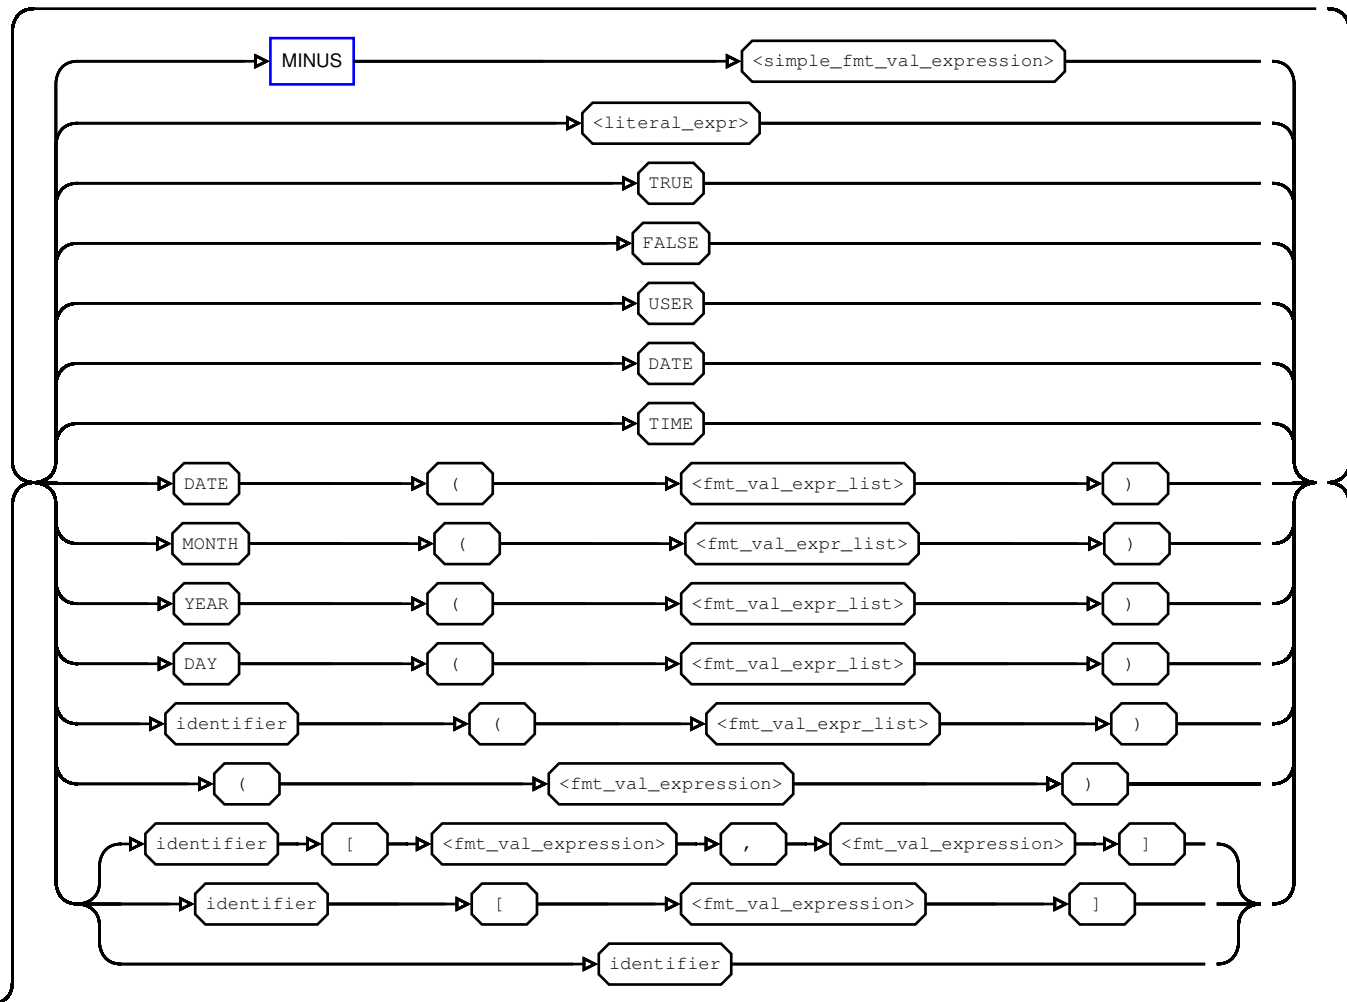 MINUS <simple_fmt_val_expression>
<literal_expr>
TRUE
FALSE
USER
DATE
TIME
DATE ( <fmt_val_expr_list> )
MONTH ( <fmt_val_expr_list> )
YEAR ( <fmt_val_expr_list> )
DAY ( <fmt_val_expr_list> )
identifier ( <fmt_val_expr_list> )
( <fmt_val_expression> )
identifier [ <fmt_val_expression> , <fmt_val_expression> ]
identifier [ <fmt_val_expression> ]
identifier